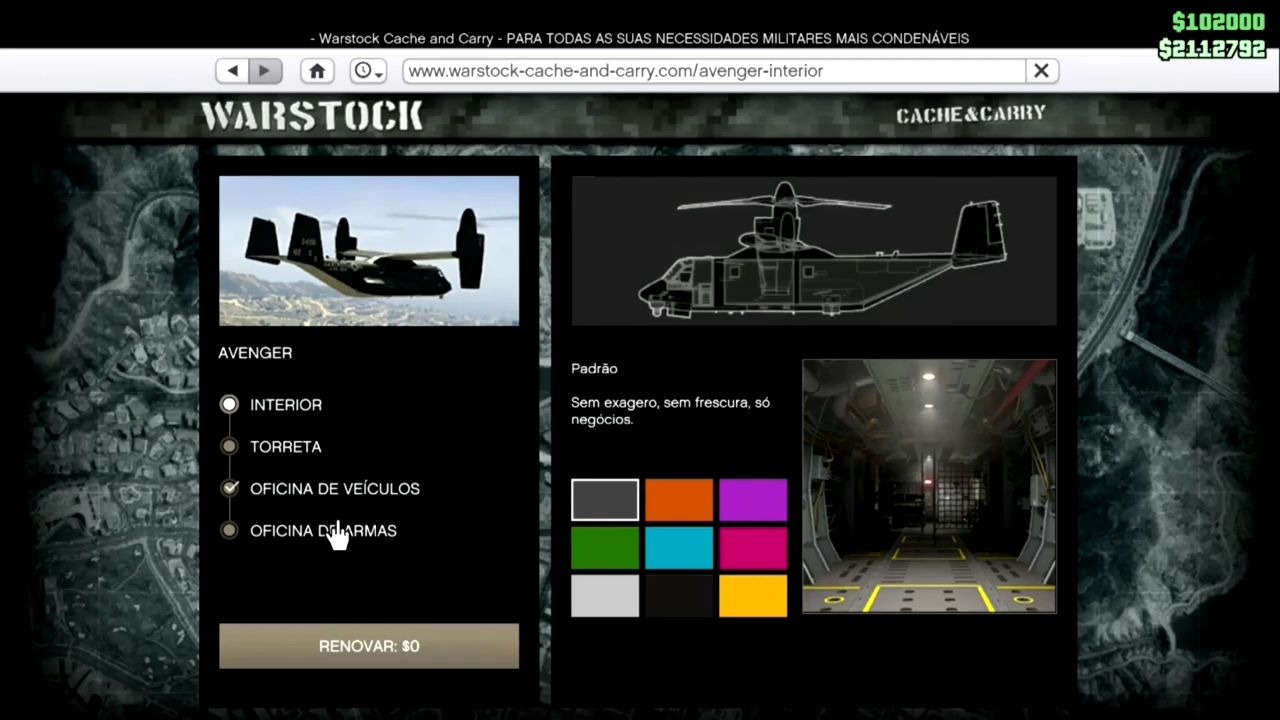 $102000
$2112792
- Warstock Cache and Carry - PARA TODAS AS SUAS NECESSIDADES MILITARES MAIS CONDENÁVEIS
www.warstock-cache-and-carry.com/avenger-interior
WARSTOCK
CACHE&CARRY
AVENGER
INTERIOR
TORRETA
OFICINA DE VEÍCULOS
OFICINA DE ARMAS
RENOVAR: $0
Padrão
Sem exagero, sem frescura, só
negócios.